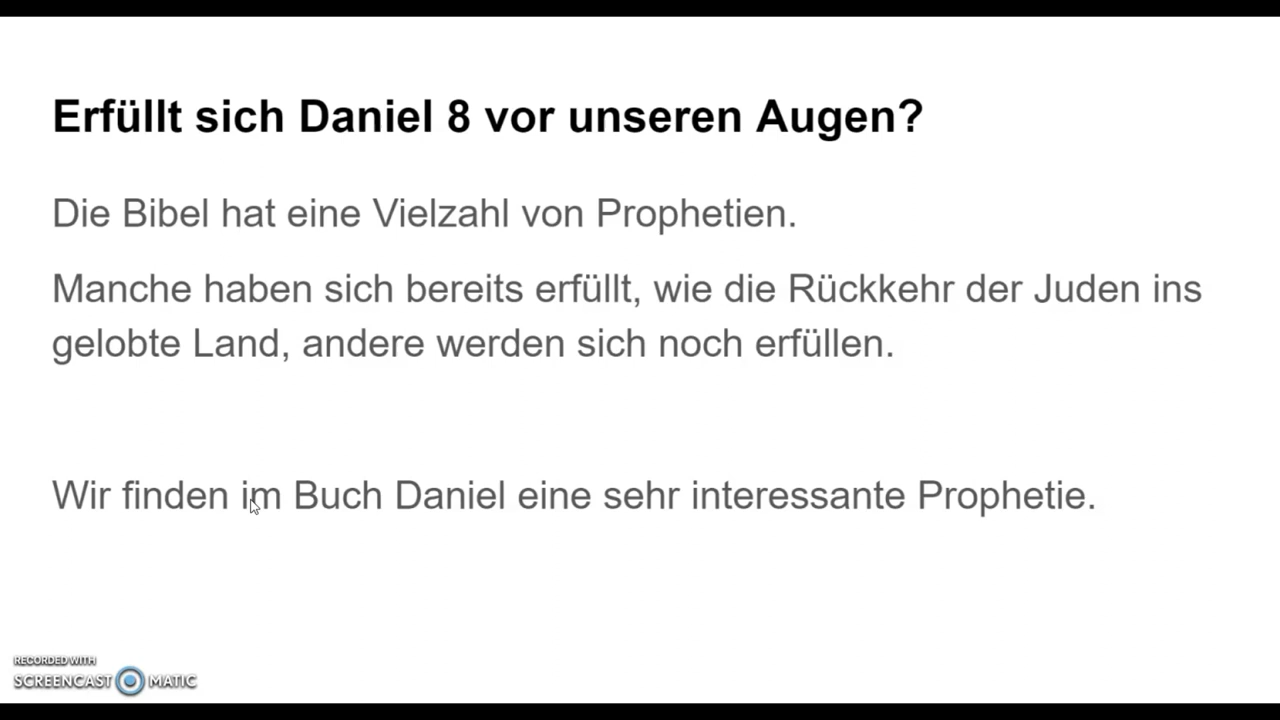 Erfüllt sich Daniel 8 vor unseren Augen?
Die Bibel hat eine Vielzahl von Prophetien.
Manche haben sich bereits erfüllt, wie die Rückkehr der Juden ins
gelobte Land, andere werden sich noch erfüllen.
Wir finden im Buch Daniel eine sehr interessante Prophetie.
RECORDED WITH
SCREENCAST MATIC